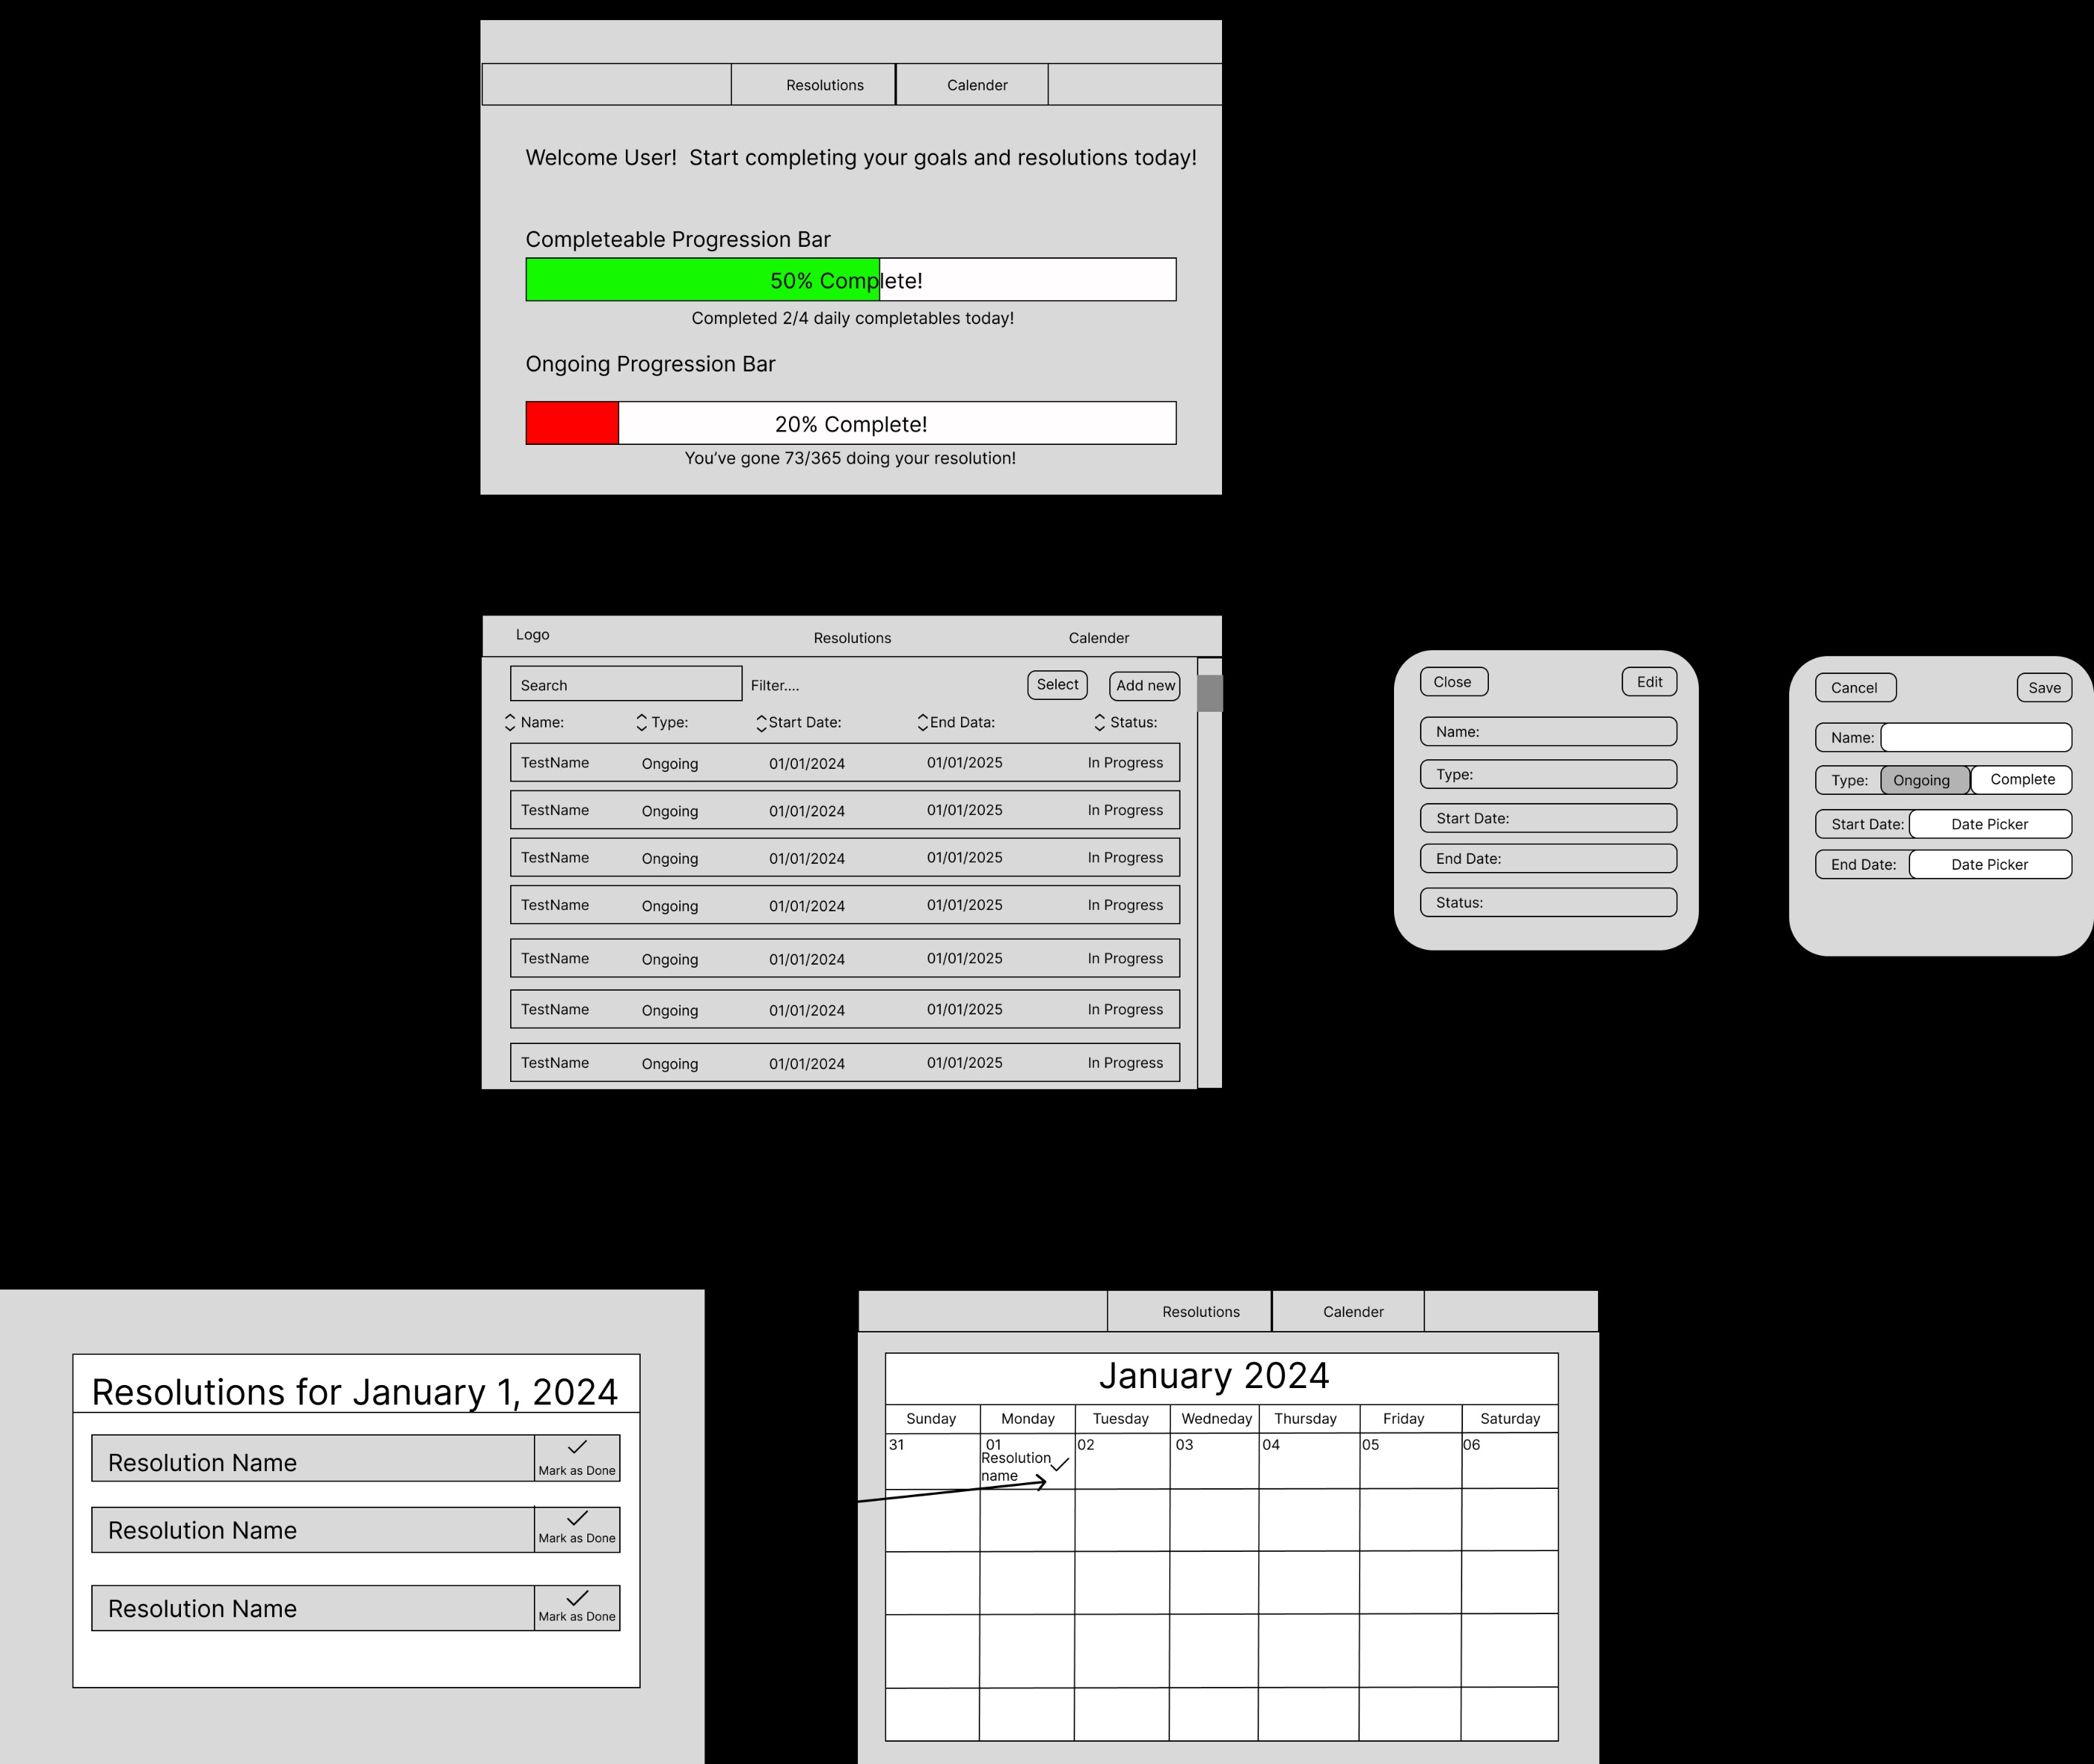 Resolutions
Calender
Welcome User!  Start completing your goals and resolutions today!
Completeable Progression Bar
50% Complete!
Completed 2/4 daily completables today!
Ongoing Progression Bar
20% Complete!
You’ve gone 73/365 doing your resolution!
Logo
Resolutions
Calender
Search
Filter....
Select
Add new
Name:
Type:
Start Date:
End Data:
Status:
TestName Ongoing 01/01/2024 01/01/2025 In Progress
TestName Ongoing 01/01/2024 01/01/2025 In Progress
TestName Ongoing 01/01/2024 01/01/2025 In Progress
TestName Ongoing 01/01/2024 01/01/2025 In Progress
TestName Ongoing 01/01/2024 01/01/2025 In Progress
TestName Ongoing 01/01/2024 01/01/2025 In Progress
TestName Ongoing 01/01/2024 01/01/2025 In Progress
Close
Edit
Name:
Type:
Start Date:
End Date:
Status:
Cancel
Save
Name:
Type: Ongoing Complete
Start Date: Date Picker
End Date: Date Picker
Resolutions for January 1, 2024
Resolution Name
Mark as Done
Resolution Name
Mark as Done
Resolution Name
Mark as Done
Resolutions
Calender
January 2024
Sunday Monday Tuesday Wedneday Thursday Friday Saturday
31 01 02 03 04 05 06
Resolution
name